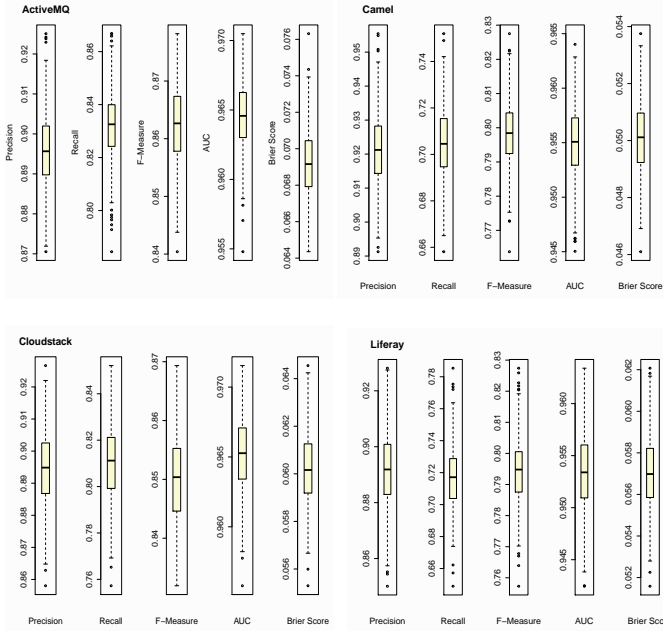 ActiveMQ
Precision
0.87 0.88 0.89 0.90 0.91 0.92
Recall
0.80 0.82 0.84 0.86
F−Measure
0.84 0.85 0.86 0.87
AUC
0.955 0.960 0.965 0.970
Brier Score
0.064 0.066 0.068 0.070 0.072 0.074 0.076
Camel
0.89 0.90 0.91 0.92 0.93 0.94 0.95
0.66 0.68 0.70 0.72 0.74
0.77 0.78 0.79 0.80 0.81 0.82 0.83
0.945 0.950 0.955 0.960 0.965
0.046 0.048 0.050 0.052 0.054
Precision Recall F−Measure AUC Brier Score
Cloudstack
0.86 0.87 0.88 0.89 0.90 0.91 0.92
0.76 0.78 0.80 0.82 0.84
0.84 0.85 0.86 0.87
0.960 0.965 0.970
0.056 0.058 0.060 0.062 0.064
Precision Recall F−Measure AUC Brier Score
Liferay
0.86 0.88 0.90 0.92
0.66 0.68 0.70 0.72 0.74 0.76 0.78
0.76 0.77 0.78 0.79 0.80 0.81 0.82 0.83
0.945 0.950 0.955 0.960
0.052 0.054 0.056 0.058 0.060 0.062
Precision Recall F−Measure AUC Brier Sco